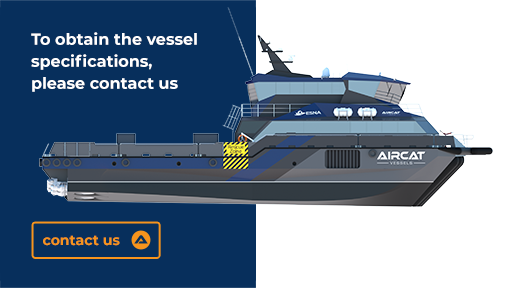 To obtain the vessel
specifications,
please contact us
ESNA
AIRCAT
AIRCAT
VESSELS
contact us